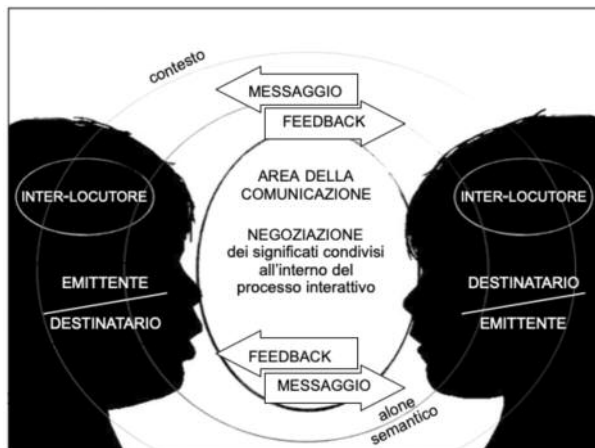 contesto
MESSAGGIO
FEEDBACK
AREA DELLA
COMUNICAZIONE
INTER-LOCUTORE
INTER-LOCUTORE
NEGOZIAZIONE
dei significati condivisi
all'interno del
processo interattivo
EMITTENTE
DESTINATARIO
DESTINATARIO
EMITTENTE
FEEDBACK
MESSAGGIO
alone
semantico